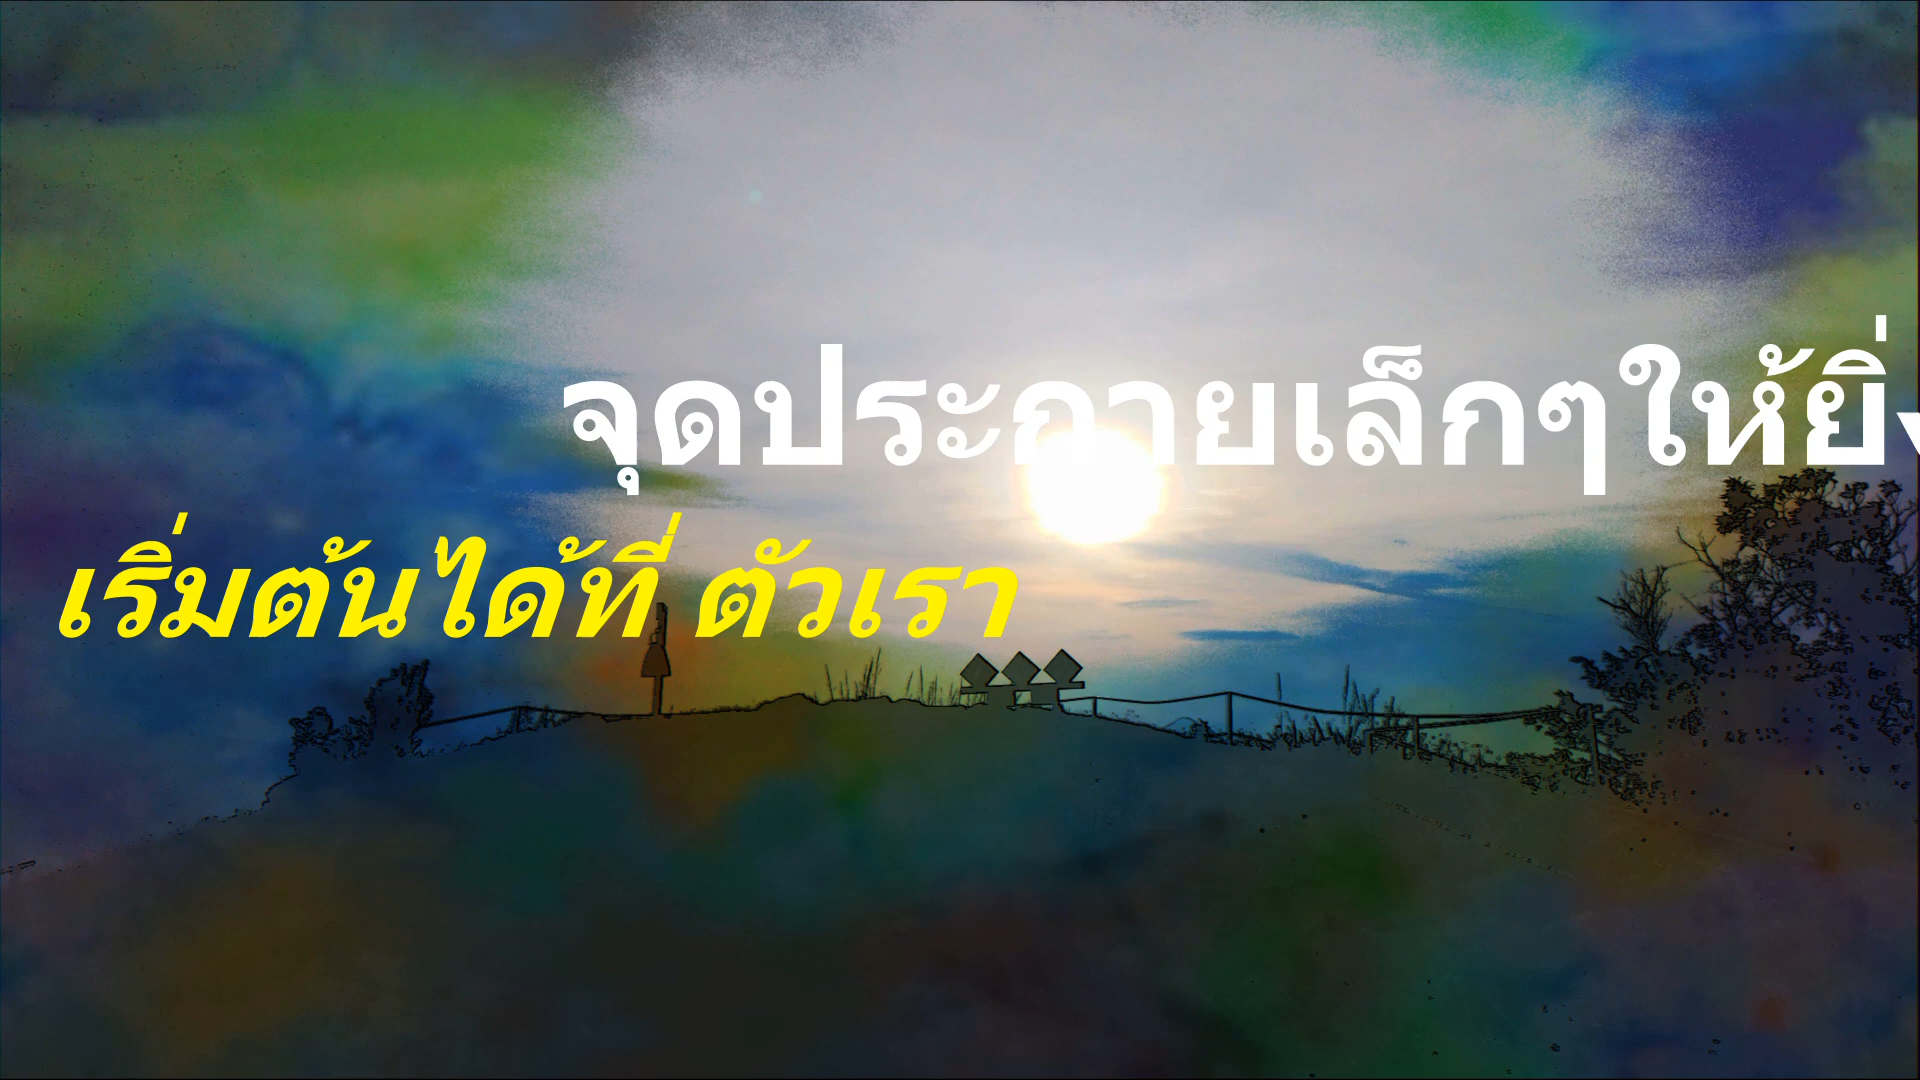 จุดประกายเล็กๆให้ยิ่
เริ่มต้นได้ที่ ตัวเรา